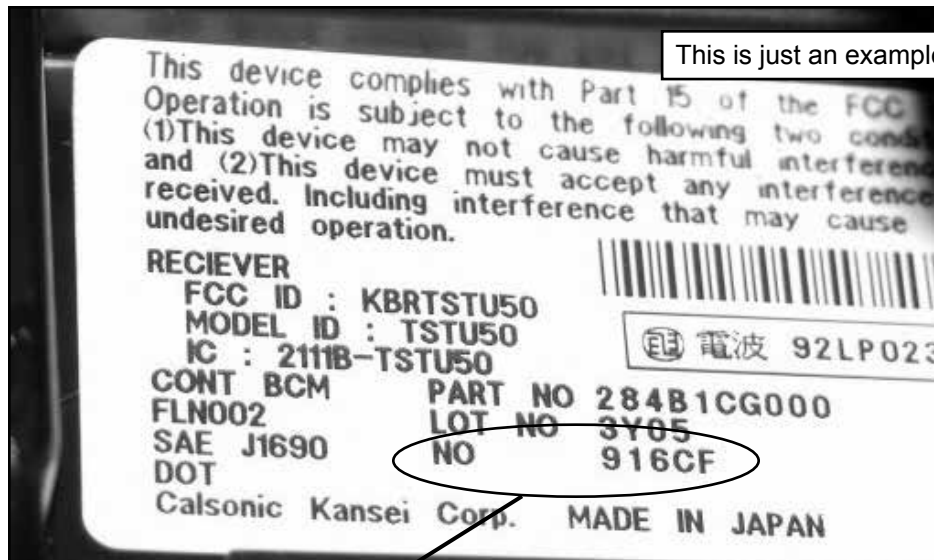 This is just an example
This device complies with Part 15 of the FCC
Operation is subject to the following two
(1)This device may not cause harmful
and (2)This device must accept any interference
received. Including interference that may cause
undesired operation.
RECIEVER
FCC ID : KBRTSTU50
MODEL ID : TSTU50
IC : 2111B-TSTU50
電波 92LP023
CONT BCM PART NO 284B1CG000
FLN002 LOT NO 3Y05
SAE J1690 NO 916CF
DOT
Calsonic Kansei Corp. MADE IN JAPAN